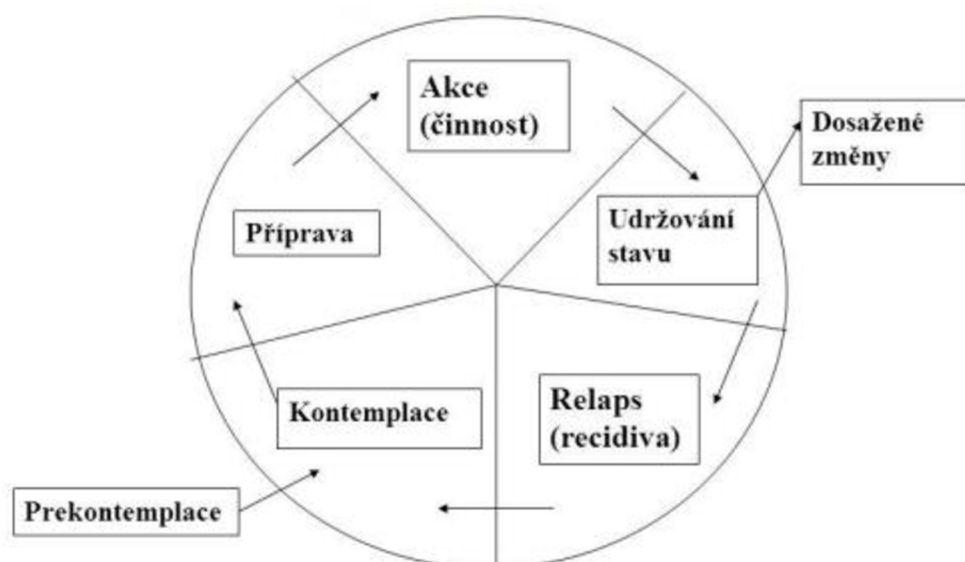 Akce
(činnost)
Dosažené
změny
Příprava
Udržování
stavu
Kontemplace
Relaps
(recidiva)
Prekontemplace